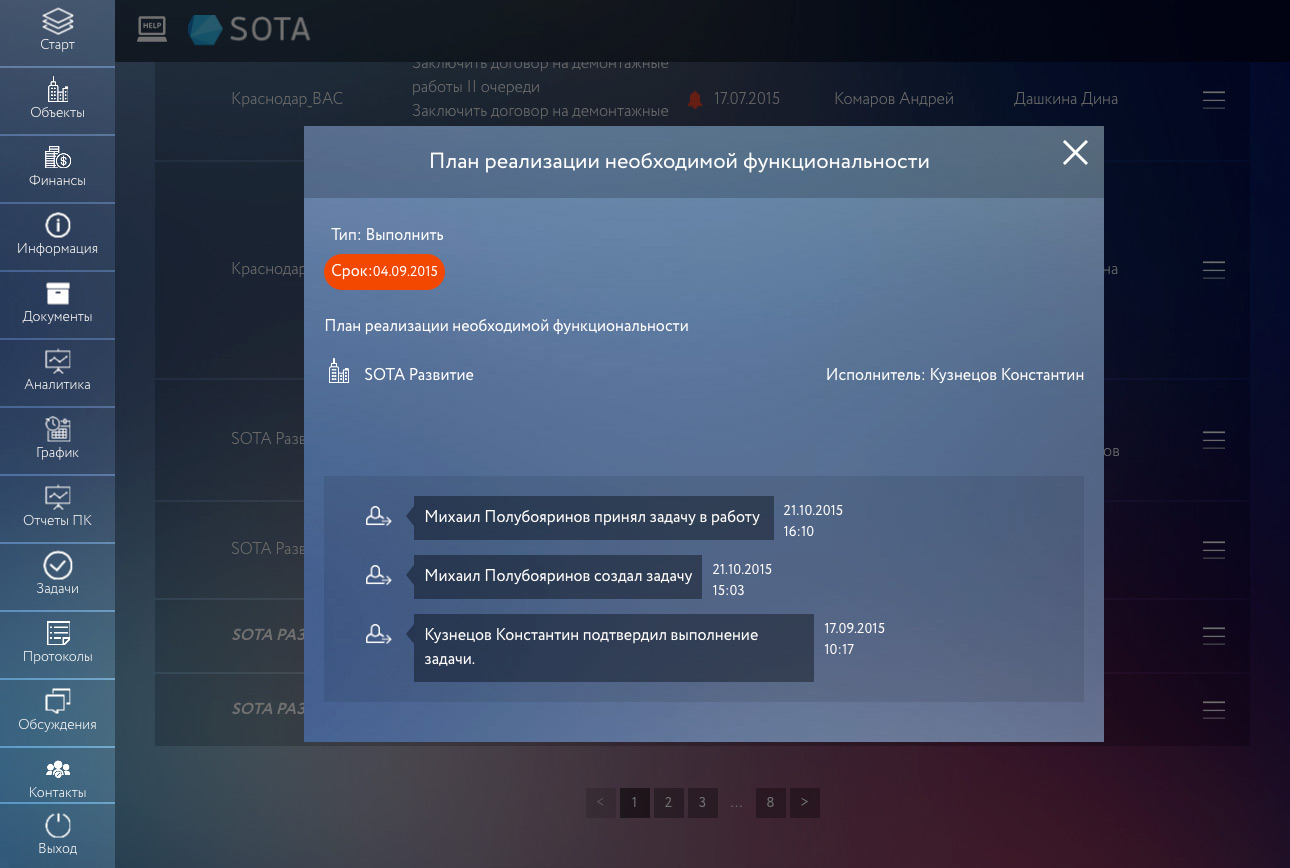 Старт
Объекты
Финансы
Информация
Документы
Аналитика
График
Отчеты ПК
Задачи
Протоколы
Обсуждения
Контакты
Выход
HELP
SOTA
Заключить договор на демонтажные
работы II очереди
Заключить договор на демонтажные
Краснодар_ВАС
17.07.2015
Комаров Андрей
Дашкина Дина
План реализации необходимой функциональности
Тип: Выполнить
Срок:04.09.2015
План реализации необходимой функциональности
SOTA Развитие
Исполнитель: Кузнецов Константин
Михаил Полубояринов принял задачу в работу
21.10.2015
16:10
Михаил Полубояринов создал задачу
21.10.2015
15:03
Кузнецов Константин подтвердил выполнение
задачи.
17.09.2015
10:17
Краснодар
на
SOTA Разв
ов
SOTA Разв
SOTA РАЗ
SOTA РАЗ
< 1 2 3 ... 8 >